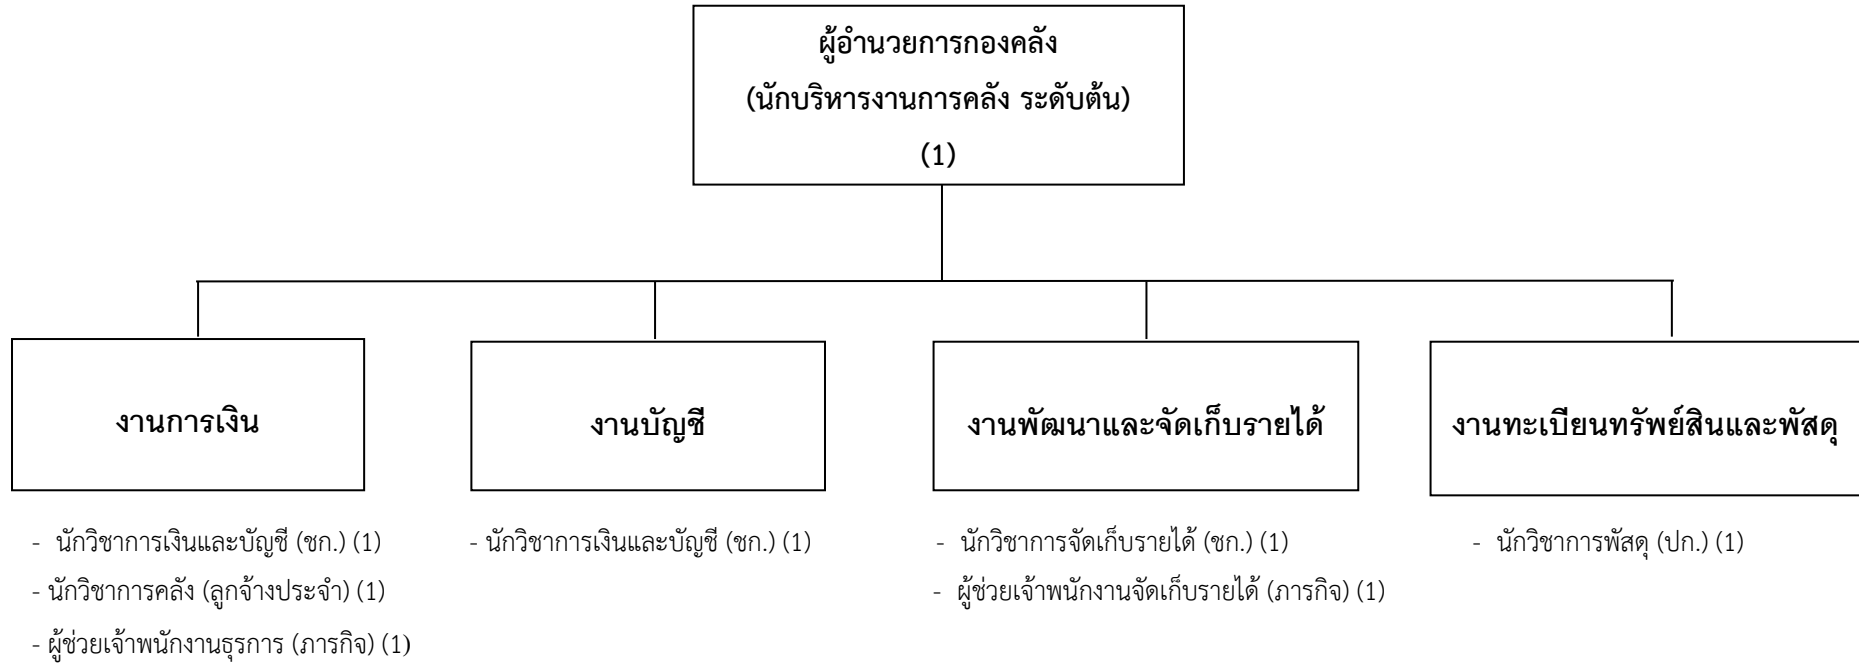 ผู้อำนวยการกองคลัง
(นักบริหารงานการคลัง ระดับต้น)
(1)
งานการเงิน
- นักวิชาการเงินและบัญชี (ชก.) (1)
- นักวิชาการคลัง (ลูกจ้างประจำ) (1)
- ผู้ช่วยเจ้าพนักงานธุรการ (ภารกิจ) (1)
งานบัญชี
- นักวิชาการเงินและบัญชี (ชก.) (1)
งานพัฒนาและจัดเก็บรายได้
- นักวิชาการจัดเก็บรายได้ (ชก.) (1)
- ผู้ช่วยเจ้าพนักงานจัดเก็บรายได้ (ภารกิจ) (1)
งานทะเบียนทรัพย์สินและพัสดุ
- นักวิชาการพัสดุ (ปก.) (1)